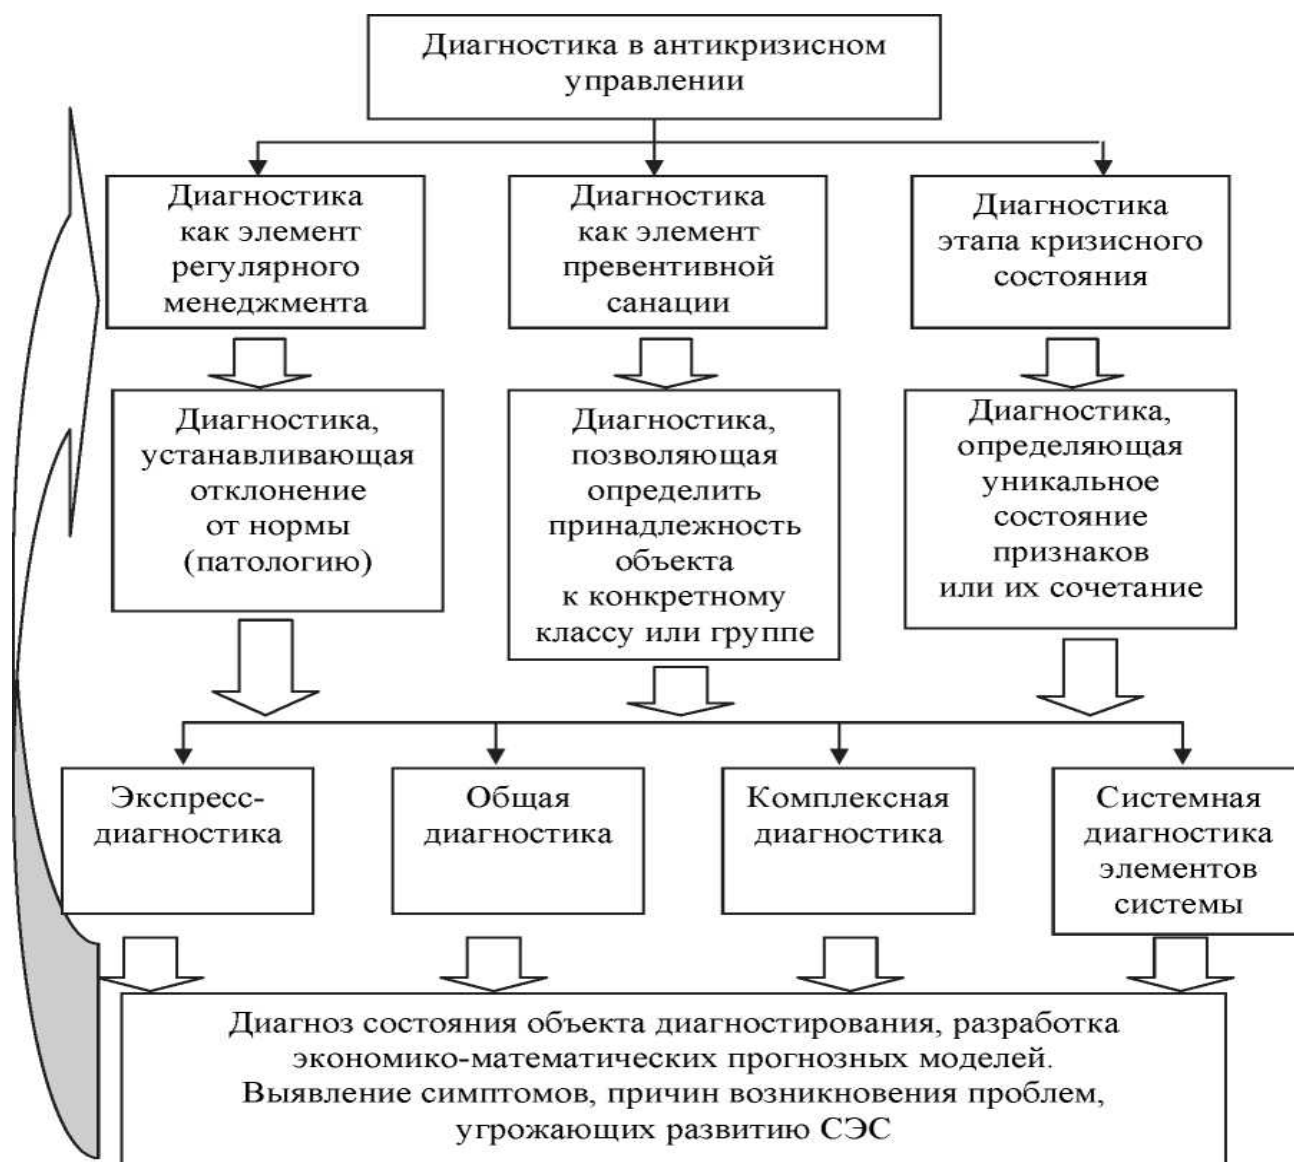 Диагностика в антикризисном
управлении
Диагностика
как элемент
регулярного
менеджмента
Диагностика
как элемент
превентивной
санации
Диагностика
этапа кризисного
состояния
Диагностика,
устанавливающая
отклонение
от нормы
(патологию)
Диагностика,
позволяющая
определить
принадлежность
объекта
к конкретному
классу или группе
Диагностика,
определяющая
уникальное
состояние
признаков
или их сочетание
Экспресс-
диагностика
Общая
диагностика
Комплексная
диагностика
Системная
диагностика
элементов
системы
Диагноз состояния объекта диагностирования, разработка
экономико-математических прогнозных моделей.
Выявление симптомов, причин возникновения проблем,
угрожающих развитию СЭС